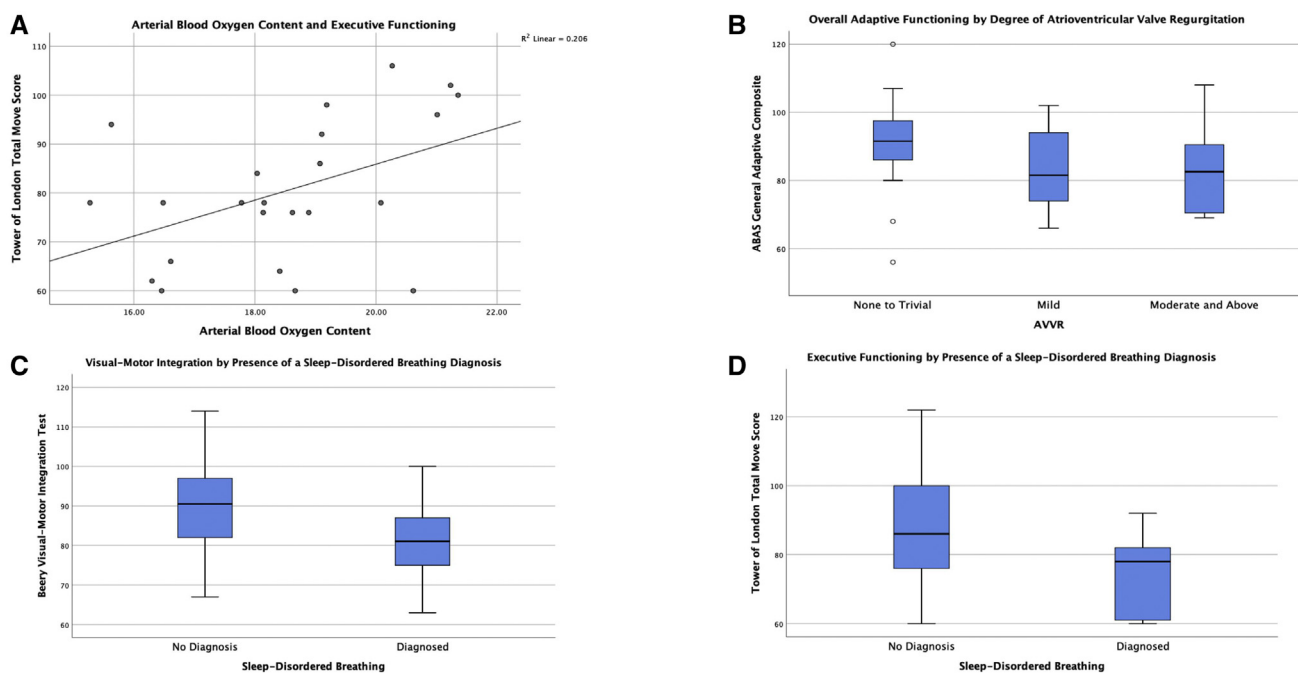 A
Arterial Blood Oxygen Content and Executive Functioning
R² Linear = 0.206
Tower of London Total Move Score
110
100
90
80
70
60
16.00 18.00 20.00 22.00
Arterial Blood Oxygen Content
B
Overall Adaptive Functioning by Degree of Atrioventricular Valve Regurgitation
ABAS General Adaptive Composite
120
100
80
60
None to Trivial Mild Moderate and Above
AVVR
C
Visual-Motor Integration by Presence of a Sleep-Disordered Breathing Diagnosis
Beery Visual-Motor Integration Test
120
110
100
90
80
70
60
No Diagnosis Diagnosed
Sleep-Disordered Breathing
D
Executive Functioning by Presence of a Sleep-Disordered Breathing Diagnosis
Tower of London Total Move Score
120
100
80
60
No Diagnosis Diagnosed
Sleep-Disordered Breathing